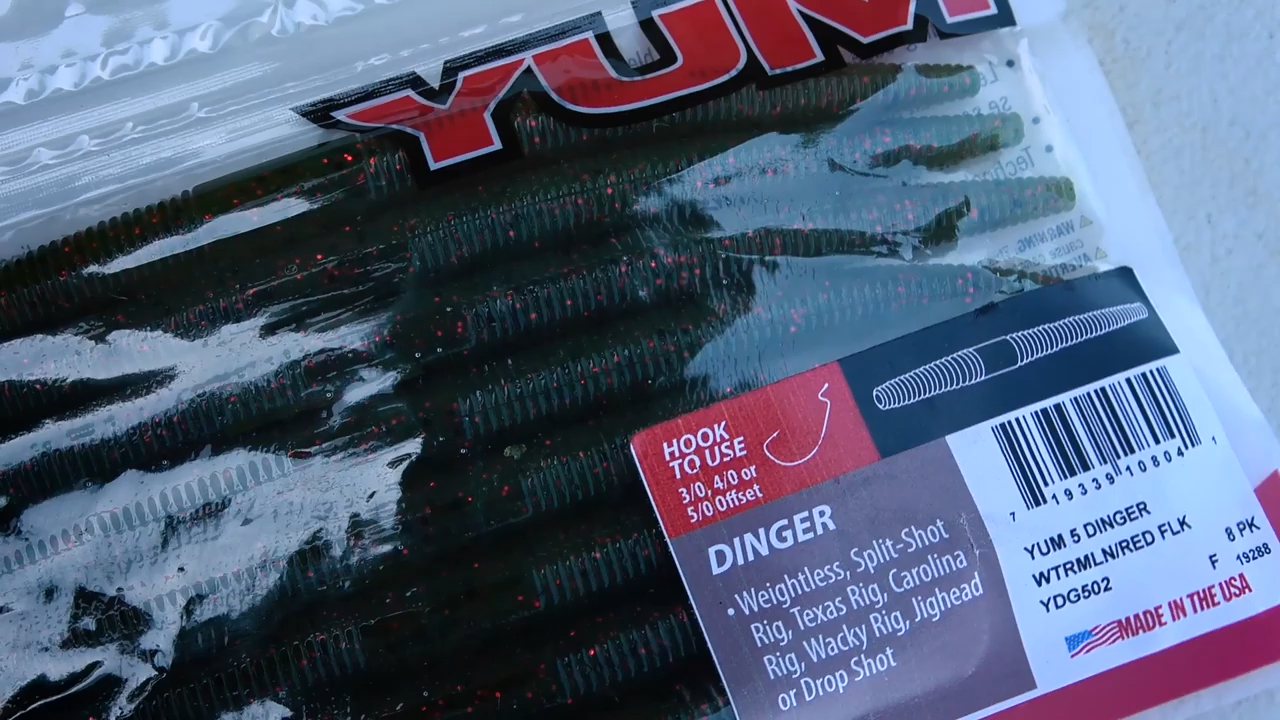 YUM
WARNING
HOOK
TO USE
3/0, 4/0 or
5/0 Offset
DINGER
• Weightless, Split-Shot
Rig, Texas Rig, Carolina
Rig, Wacky Rig, Jighead
or Drop Shot
7 19339 10804 1
YUM 5 DINGER
WTRMLN/RED FLK 8 PK
YDG502 F 19288
MADE IN THE USA